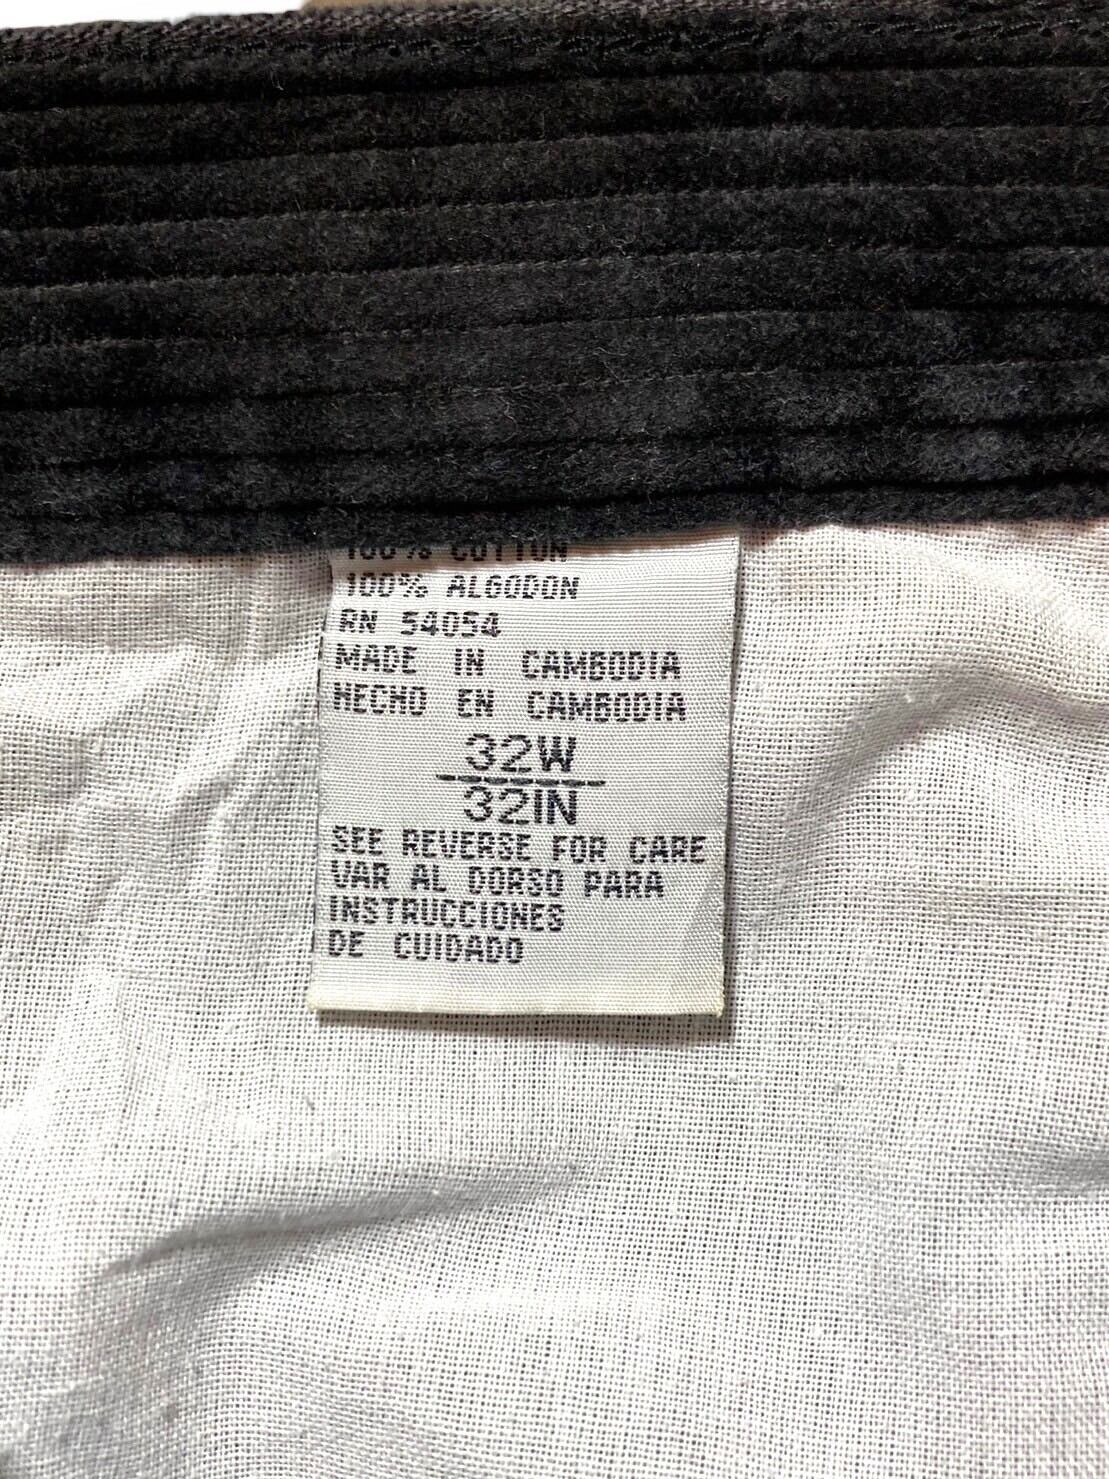 100% COTTON
100% ALGODON
RN 54054
MADE IN CAMBODIA
HECHO EN CAMBODIA
32W
32IN
SEE REVERSE FOR CARE
VAR AL DORSO PARA
INSTRUCCIONES
DE CUIDADO